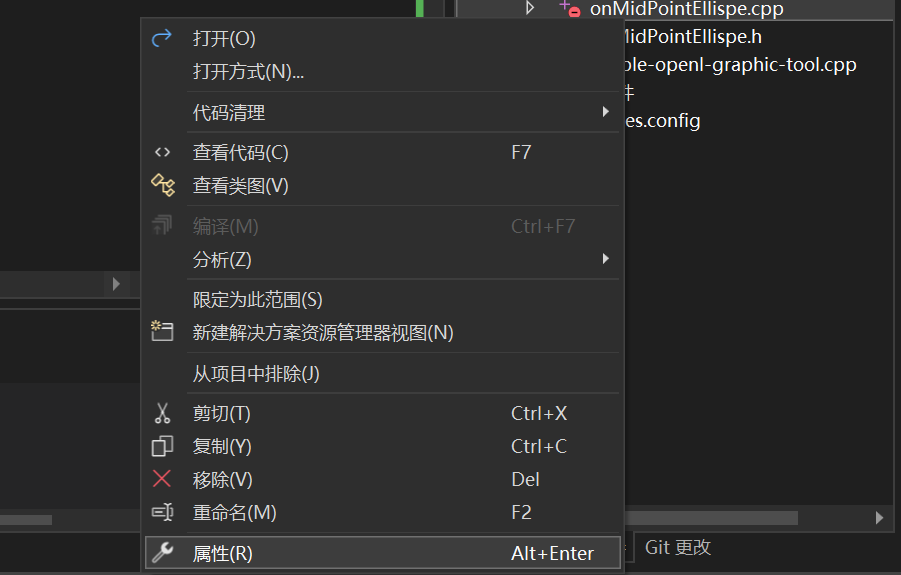 onMidPointEllispe.cpp
打开(O)
MidPointEllispe.h
打开方式(N)...
ple-openl-graphic-tool.cpp
件
代码清理
es.config
查看代码(C) F7
查看类图(V)
编译(M) Ctrl+F7
分析(Z)
限定为此范围(S)
新建解决方案资源管理器视图(N)
从项目中排除(J)
剪切(T) Ctrl+X
复制(Y) Ctrl+C
移除(V) Del
重命名(M) F2
属性(R) Alt+Enter
Git 更改